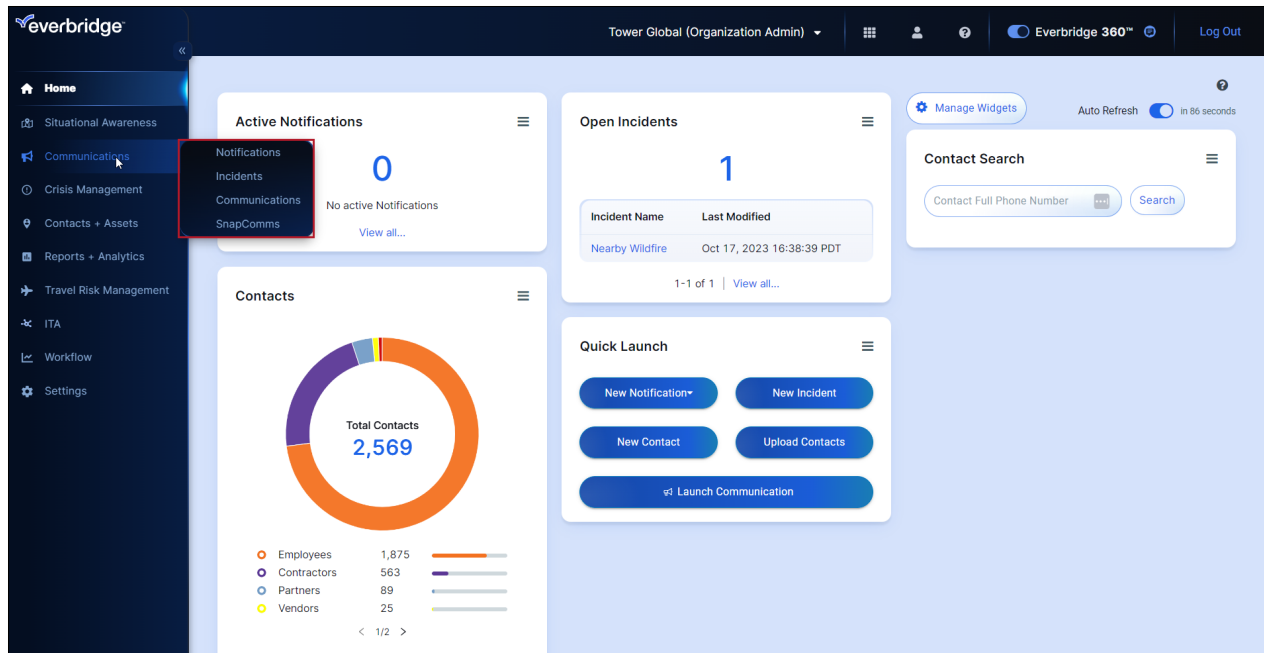 everbridge™
Tower Global (Organization Admin)
Everbridge 360™
Log Out
Home
Situational Awareness
Communications
Crisis Management
Contacts + Assets
Reports + Analytics
Travel Risk Management
ITA
Workflow
Settings
Notifications
Incidents
Communications
SnapComms
Active Notifications
0
No active Notifications
View all...
Contacts
Total Contacts
2,569
Employees 1,875
Contractors 563
Partners 89
Vendors 25
< 1/2 >
Open Incidents
1
Incident Name Last Modified
Nearby Wildfire Oct 17, 2023 16:38:39 PDT
1-1 of 1 | View all...
Quick Launch
New Notification New Incident
New Contact Upload Contacts
Launch Communication
Manage Widgets Auto Refresh in 86 seconds
Contact Search
Contact Full Phone Number Search